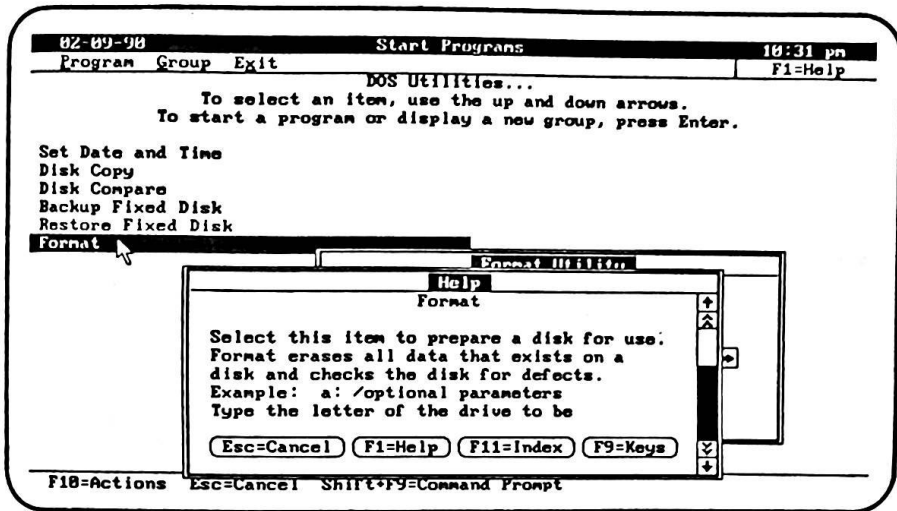 02-09-90 Start Programs 10:31 pm
Program Group Exit F1=Help
DOS Utilities...
To select an item, use the up and down arrows.
To start a program or display a new group, press Enter.
Set Date and Time
Disk Copy
Disk Compare
Backup Fixed Disk
Restore Fixed Disk
Format
Format Utility
Help
Format
Select this item to prepare a disk for use.
Format erases all data that exists on a
disk and checks the disk for defects.
Example: a: /optional parameters
Type the letter of the drive to be
Esc=Cancel F1=Help F11=Index F9=Keys
F10=Actions Esc=Cancel Shift+F9=Command Prompt